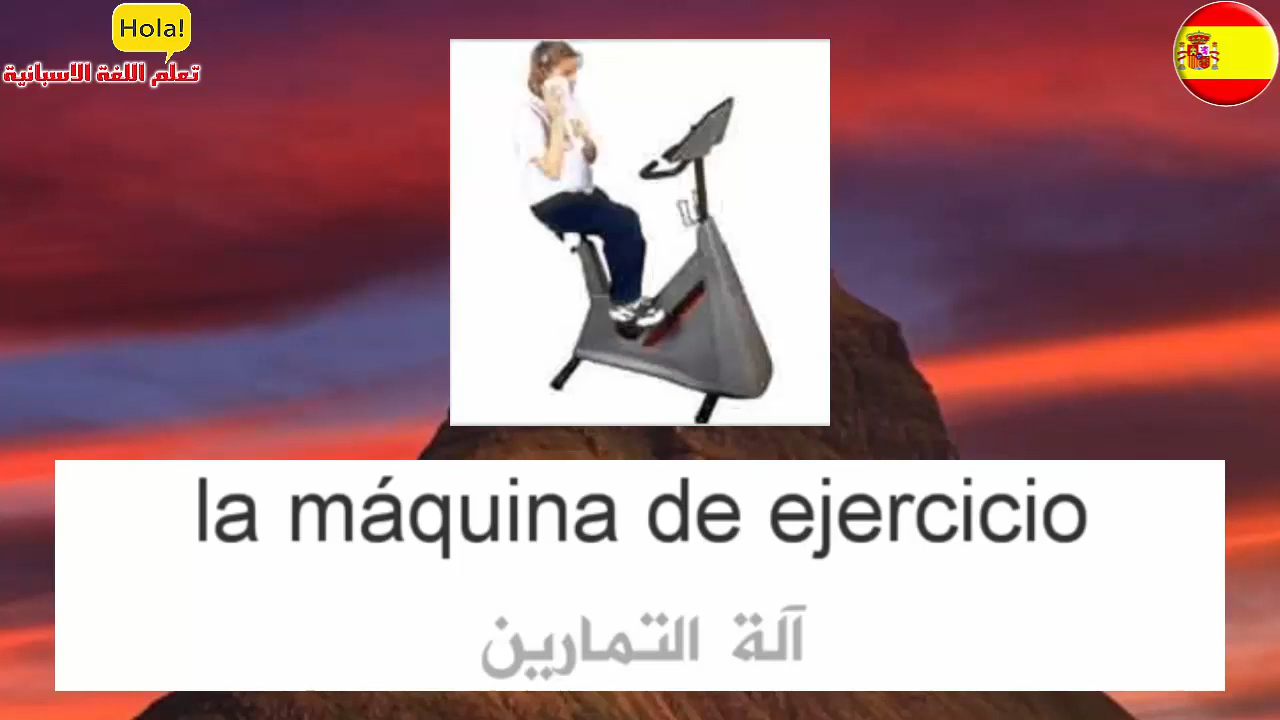 Hola!
تعلم اللغة الاسبانية
la máquina de ejercicio
آلة التمارين